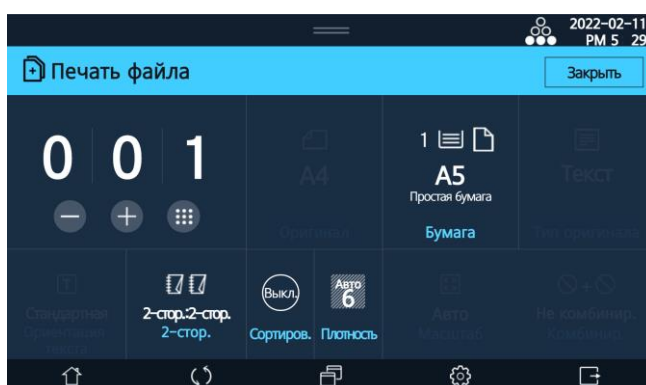 2022-02-11
PM 5 29
Печать файла
Закрыть
0 0 1
1
A4
A5
Простая бумага
Текст
Оригинал
Бумага
Тип оригинала
2-стор.:2-стор.
2-стор.
Выкл.
Сортиров.
Авто
6
Плотность
Стандартная
Ориентация
текста
Авто
Масштаб
Не комбинир.
Комбинир.